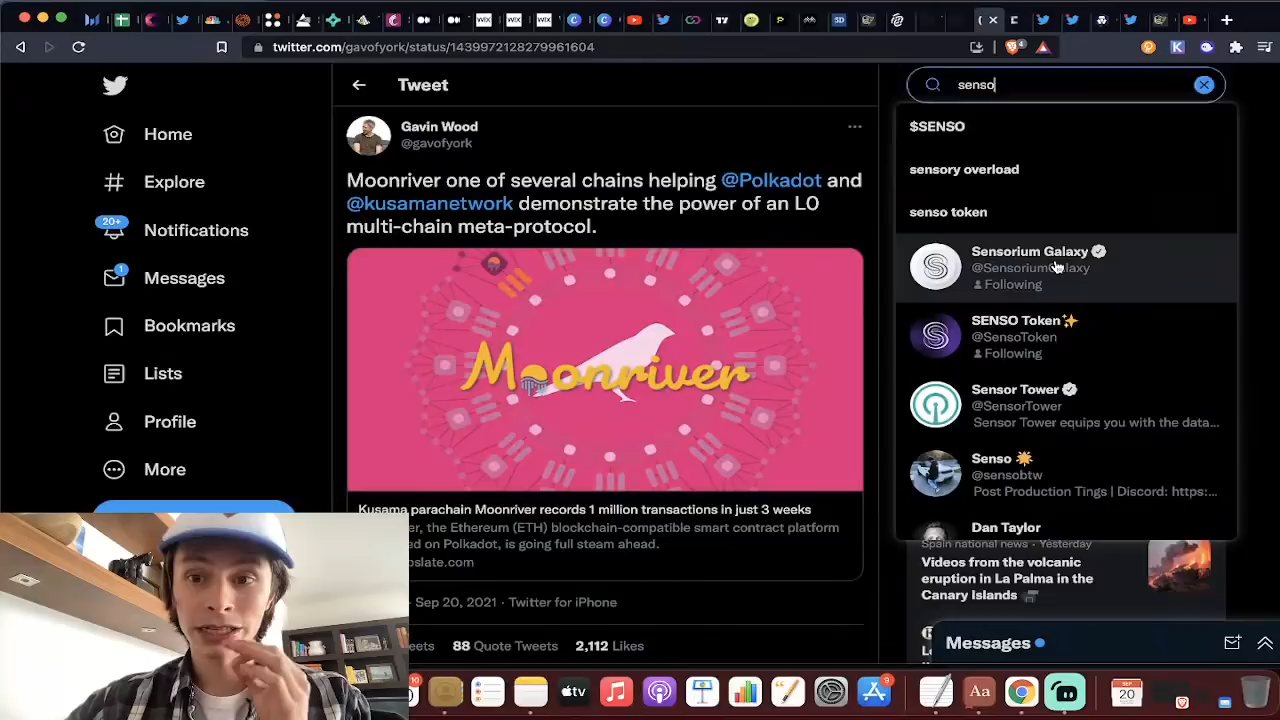 twitter.com/gavofyork/status/1439972128279961604
Home
Explore
20+
Notifications
1
Messages
Bookmarks
Lists
Profile
More
Tweet
Gavin Wood
@gavofyork
Moonriver one of several chains helping @Polkadot and
@kusamanetwork demonstrate the power of an L0
multi-chain meta-protocol.
Moonriver
Kusama parachain Moonriver records 1 million transactions in just 3 weeks
the Ethereum (ETH) blockchain-compatible smart contract platform
on Polkadot, is going full steam ahead.
· Sep 20, 2021 · Twitter for iPhone
88 Quote Tweets 2,112 Likes
senso
$SENSO
sensory overload
senso token
Sensorium Galaxy
@SensoriumGalaxy
Following
SENSO Token
@SensoToken
Following
Sensor Tower
@SensorTower
Sensor Tower equips you with the data...
Senso
@sensobtw
Post Production Tings | Discord: https:...
Dan Taylor
Spain national news · Yesterday
Videos from the volcanic
eruption in La Palma in the
Canary Islands
Messages
tv
Aa
9
SEP
20